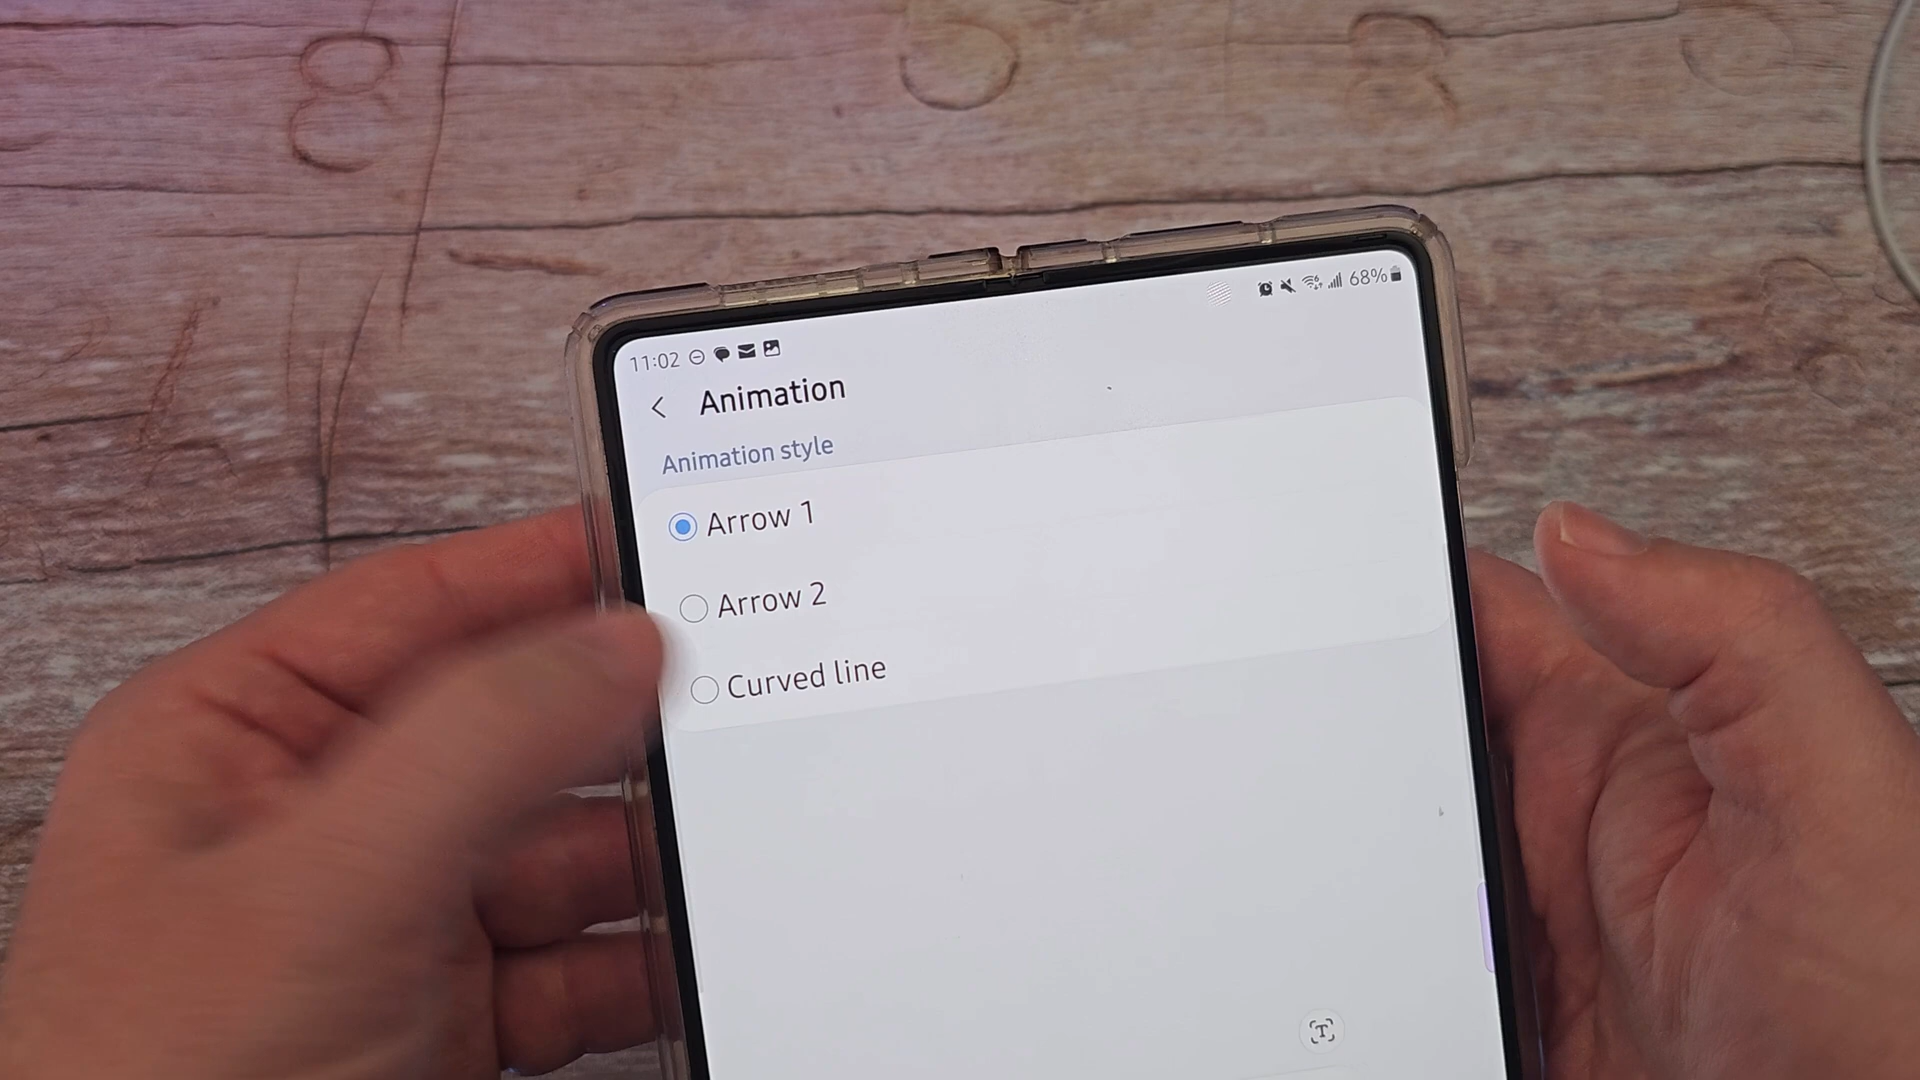 11:02
68%
Animation
Animation style
Arrow 1
Arrow 2
Curved line
T